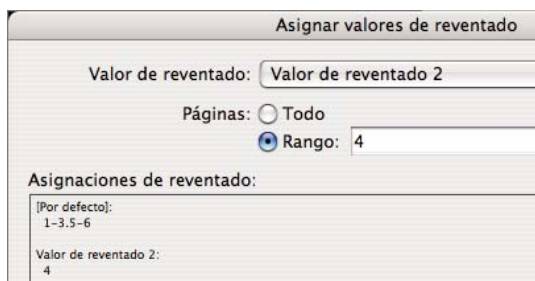 Asignar valores de reventado
Valor de reventado: Valor de reventado 2
Páginas: Todo
Rango: 4
Asignaciones de reventado:
[Por defecto]:
1-3.5-6
Valor de reventado 2:
4